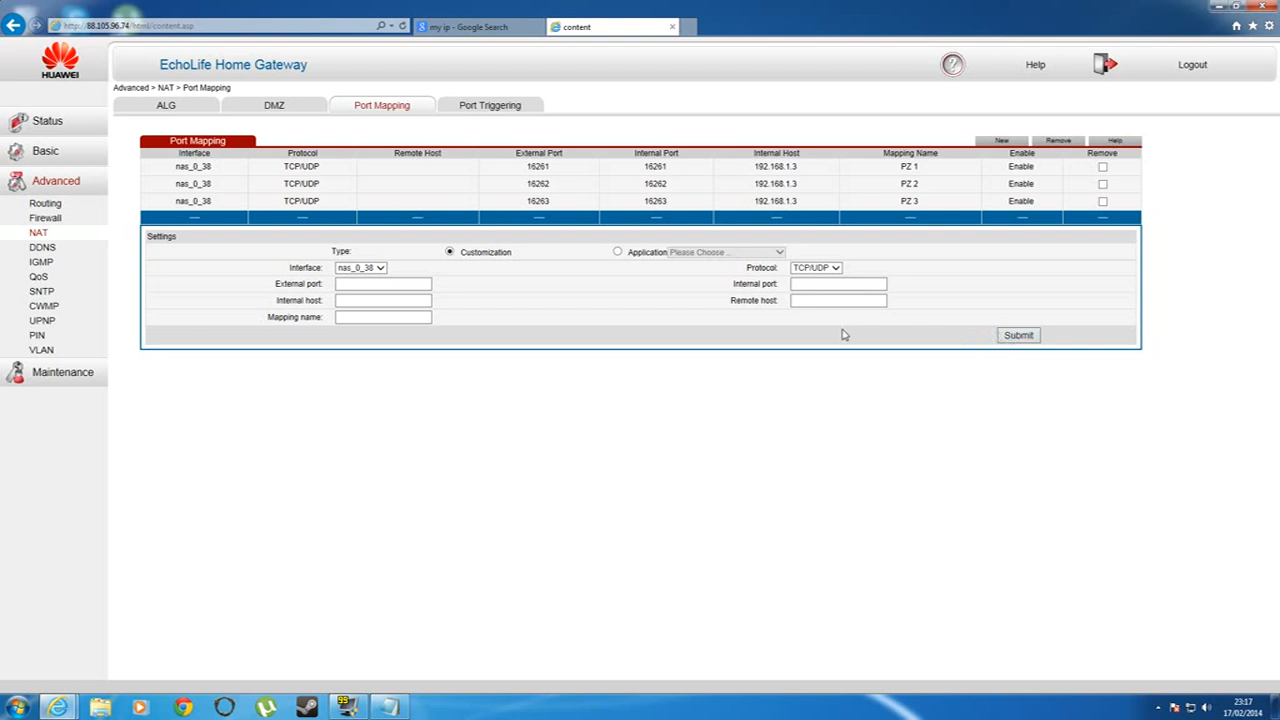 http://88.105.96.74/html/content.asp
my ip - Google Search
content
HUAWEI
EchoLife Home Gateway
Help
Logout
Advanced > NAT > Port Mapping
ALG
DMZ
Port Mapping
Port Triggering
Status
Basic
Advanced
Routing
Firewall
NAT
DDNS
IGMP
QoS
SNTP
CWMP
UPNP
PIN
VLAN
Maintenance
Port Mapping
New
Remove
Help
Interface Protocol Remote Host External Port Internal Port Internal Host Mapping Name Enable Remove
nas_0_38 TCP/UDP 16261 16261 192.168.1.3 PZ 1 Enable
nas_0_38 TCP/UDP 16262 16262 192.168.1.3 PZ 2 Enable
nas_0_38 TCP/UDP 16263 16263 192.168.1.3 PZ 3 Enable
---- ---- ---- ---- ---- ---- ---- ---- ----
Settings
Type: Customization Application Please Choose ...
Interface: nas_0_38 Protocol: TCP/UDP
External port: Internal port:
Internal host: Remote host:
Mapping name:
Submit
99
23:17
17/02/2014